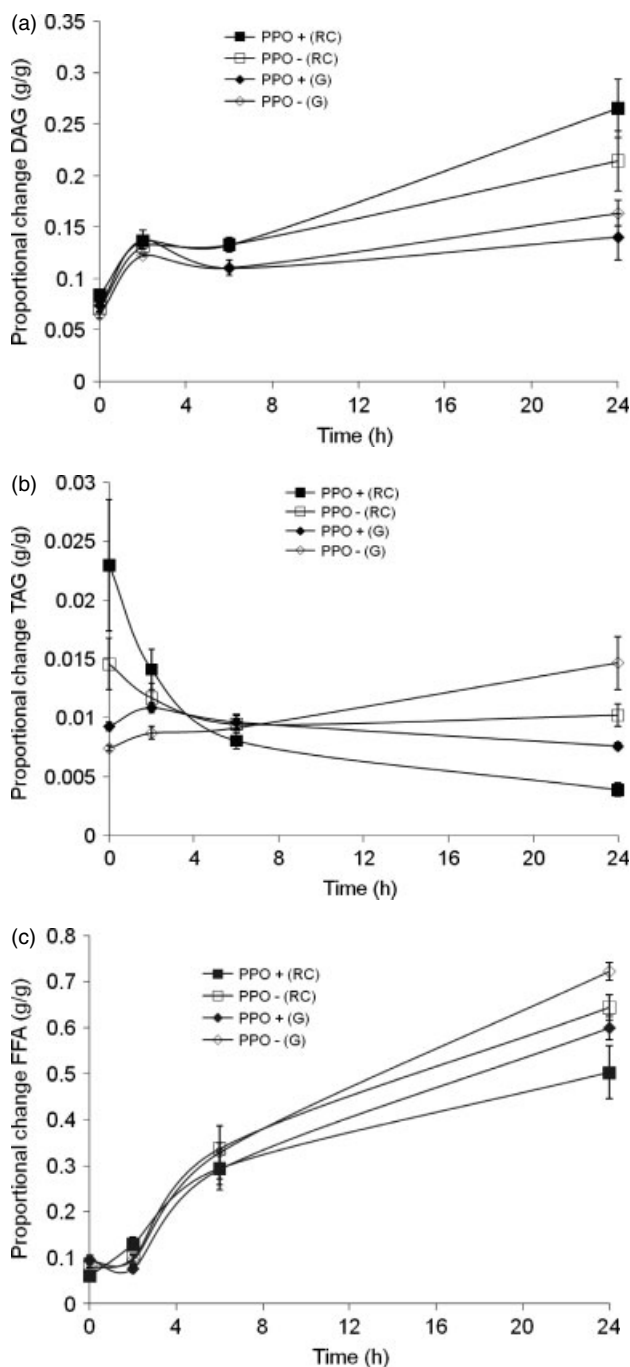 (a)
0.35
0.3
0.25
0.2
0.15
0.1
0.05
0
Proportional change DAG (g/g)
PPO + (RC)
PPO - (RC)
PPO + (G)
PPO - (G)
0 4 8 12 16 20 24
Time (h)
(b)
0.03
0.025
0.02
0.015
0.01
0.005
0
Proportional change TAG (g/g)
PPO + (RC)
PPO - (RC)
PPO + (G)
PPO - (G)
0 4 8 12 16 20 24
Time (h)
(c)
0.8
0.7
0.6
0.5
0.4
0.3
0.2
0.1
0
Proportional change FFA (g/g)
PPO + (RC)
PPO - (RC)
PPO + (G)
PPO - (G)
0 4 8 12 16 20 24
Time (h)